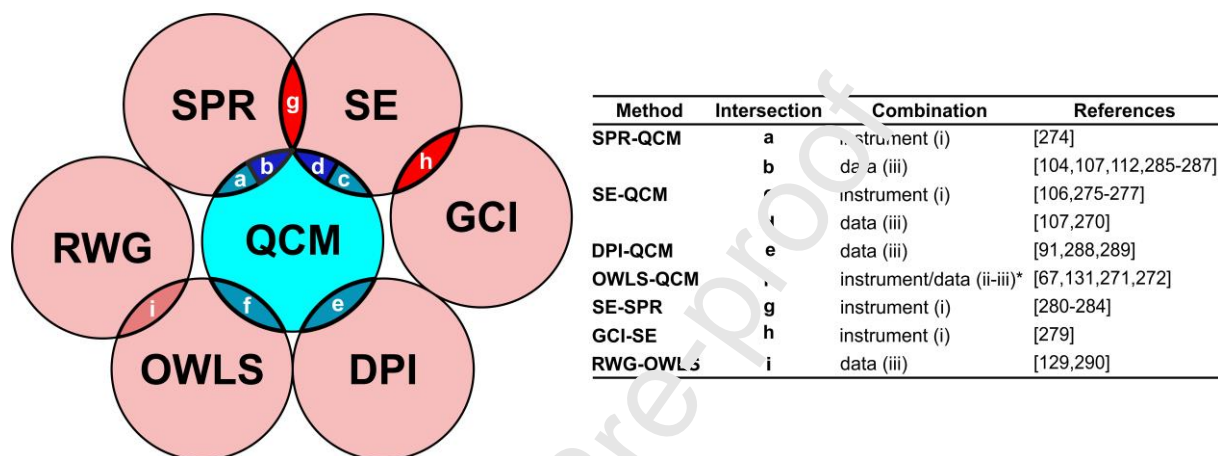 SPR
g
SE
h
a
b
d
c
QCM
GCI
RWG
i
f
e
OWLS
DPI
Method Intersection Combination References
SPR-QCM a instrument (i) [274]
b data (iii) [104,107,112,285-287]
SE-QCM instrument (i) [106,275-277]
data (iii) [107,270]
DPI-QCM e data (iii) [91,288,289]
OWLS-QCM instrument/data (ii-iii)* [67,131,271,272]
SE-SPR g instrument (i) [280-284]
GCI-SE h instrument (i) [279]
RWG-OWLS i data (iii) [129,290]
re-proof